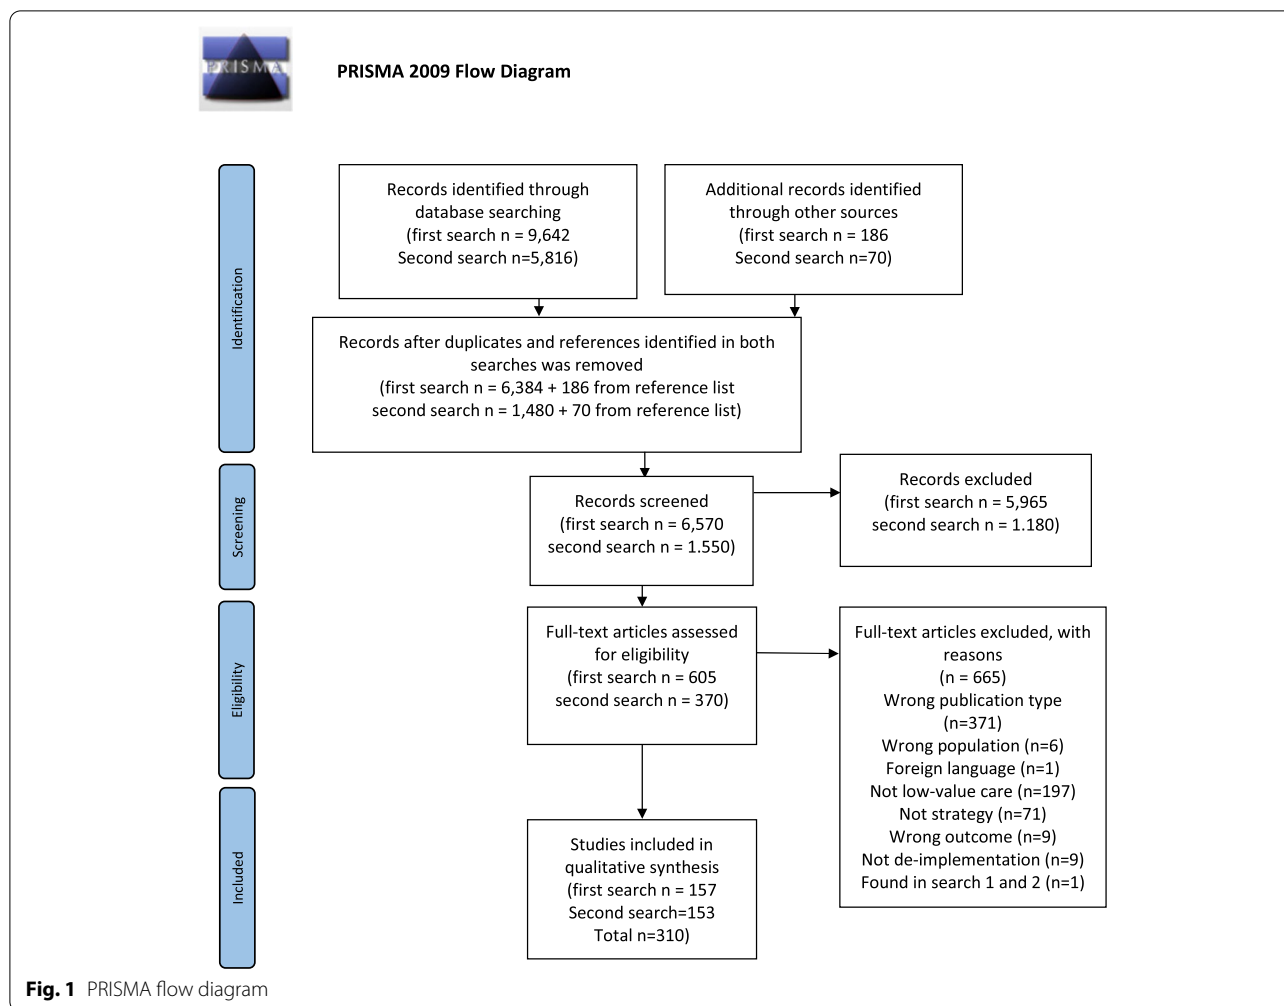 PRISMA
PRISMA 2009 Flow Diagram
Identification
Records identified through
database searching
(first search n = 9,642
Second search n=5,816)
Additional records identified
through other sources
(first search n = 186
Second search n=70)
Records after duplicates and references identified in both
searches was removed
(first search n = 6,384 + 186 from reference list
second search n = 1,480 + 70 from reference list)
Screening
Records screened
(first search n = 6,570
second search n = 1.550)
Records excluded
(first search n = 5,965
second search n = 1.180)
Eligibility
Full-text articles assessed
for eligibility
(first search n = 605
second search n = 370)
Full-text articles excluded, with
reasons
(n = 665)
Wrong publication type
(n=371)
Wrong population (n=6)
Foreign language (n=1)
Not low-value care (n=197)
Not strategy (n=71)
Wrong outcome (n=9)
Not de-implementation (n=9)
Found in search 1 and 2 (n=1)
Included
Studies included in
qualitative synthesis
(first search n = 157
Second search=153
Total n=310)
Fig. 1 PRISMA flow diagram